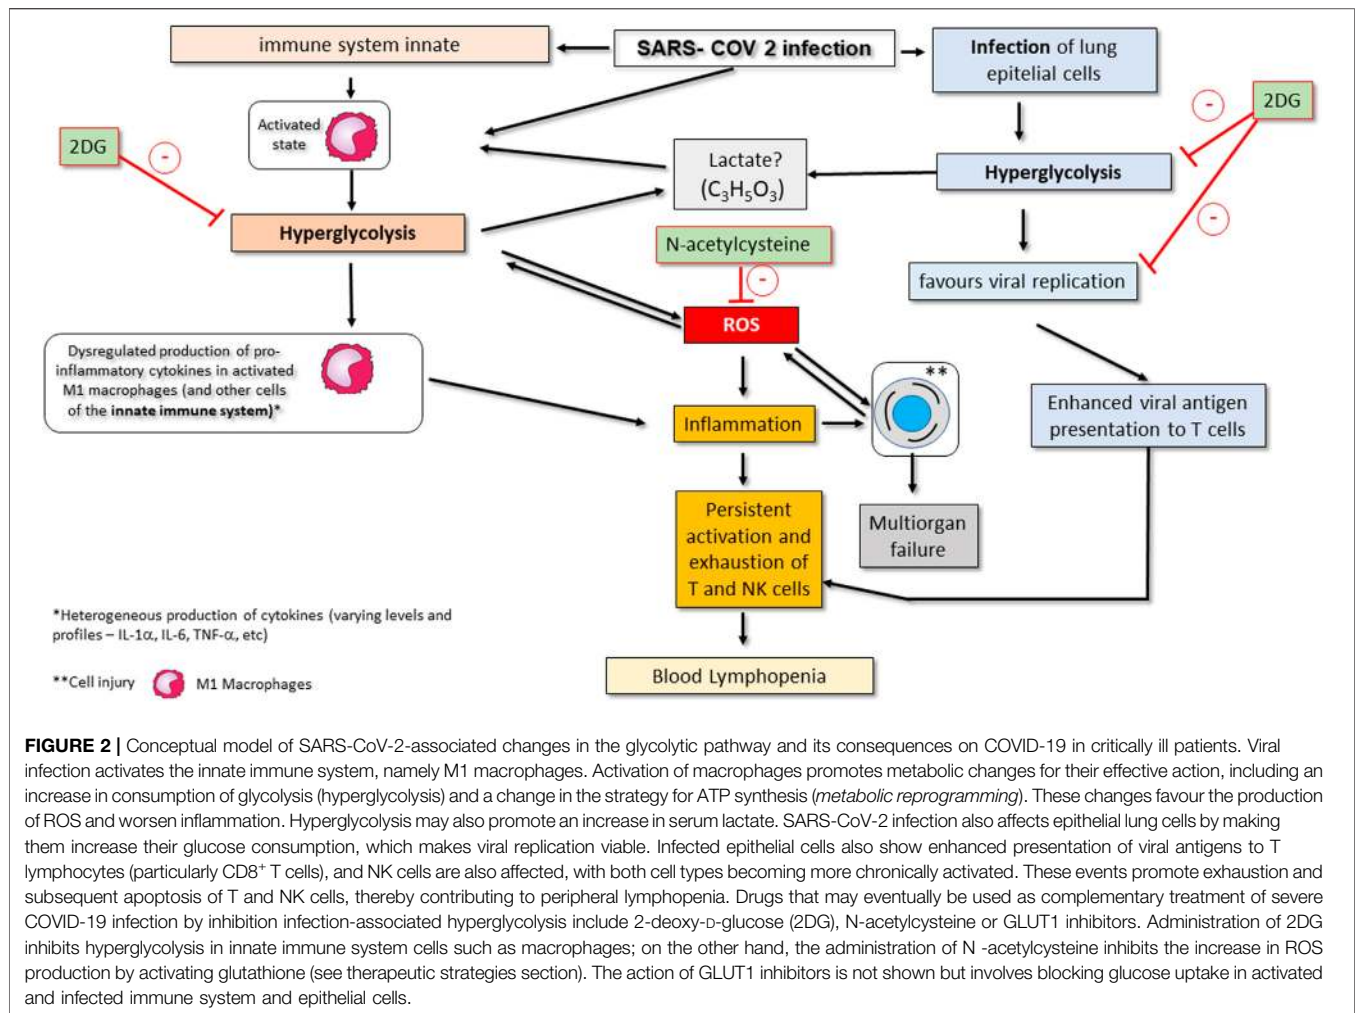 immune system innate
SARS- COV 2 infection
Infection of lung
epitelial cells
2DG
-
Activated
state
2DG
-
Lactate?
(C₃H₅O₃)
Hyperglycolysis
-
Hyperglycolysis
N-acetylcysteine
-
favours viral replication
ROS
Dysregulated production of pro-
inflammatory cytokines in activated
M1 macrophages (and other cells
of the innate immune system)*
**
Inflammation
Enhanced viral antigen
presentation to T cells
Persistent
activation and
exhaustion of
T and NK cells
Multiorgan
failure
*Heterogeneous production of cytokines (varying levels and
profiles – IL-1α, IL-6, TNF-α, etc)
Blood Lymphopenia
**Cell injury M1 Macrophages
FIGURE 2 | Conceptual model of SARS-CoV-2-associated changes in the glycolytic pathway and its consequences on COVID-19 in critically ill patients. Viral
infection activates the innate immune system, namely M1 macrophages. Activation of macrophages promotes metabolic changes for their effective action, including an
increase in consumption of glycolysis (hyperglycolysis) and a change in the strategy for ATP synthesis (metabolic reprogramming). These changes favour the production
of ROS and worsen inflammation. Hyperglycolysis may also promote an increase in serum lactate. SARS-CoV-2 infection also affects epithelial lung cells by making
them increase their glucose consumption, which makes viral replication viable. Infected epithelial cells also show enhanced presentation of viral antigens to T
lymphocytes (particularly CD8⁺ T cells), and NK cells are also affected, with both cell types becoming more chronically activated. These events promote exhaustion and
subsequent apoptosis of T and NK cells, thereby contributing to peripheral lymphopenia. Drugs that may eventually be used as complementary treatment of severe
COVID-19 infection by inhibition infection-associated hyperglycolysis include 2-deoxy-D-glucose (2DG), N-acetylcysteine or GLUT1 inhibitors. Administration of 2DG
inhibits hyperglycolysis in innate immune system cells such as macrophages; on the other hand, the administration of N -acetylcysteine inhibits the increase in ROS
production by activating glutathione (see therapeutic strategies section). The action of GLUT1 inhibitors is not shown but involves blocking glucose uptake in activated
and infected immune system and epithelial cells.